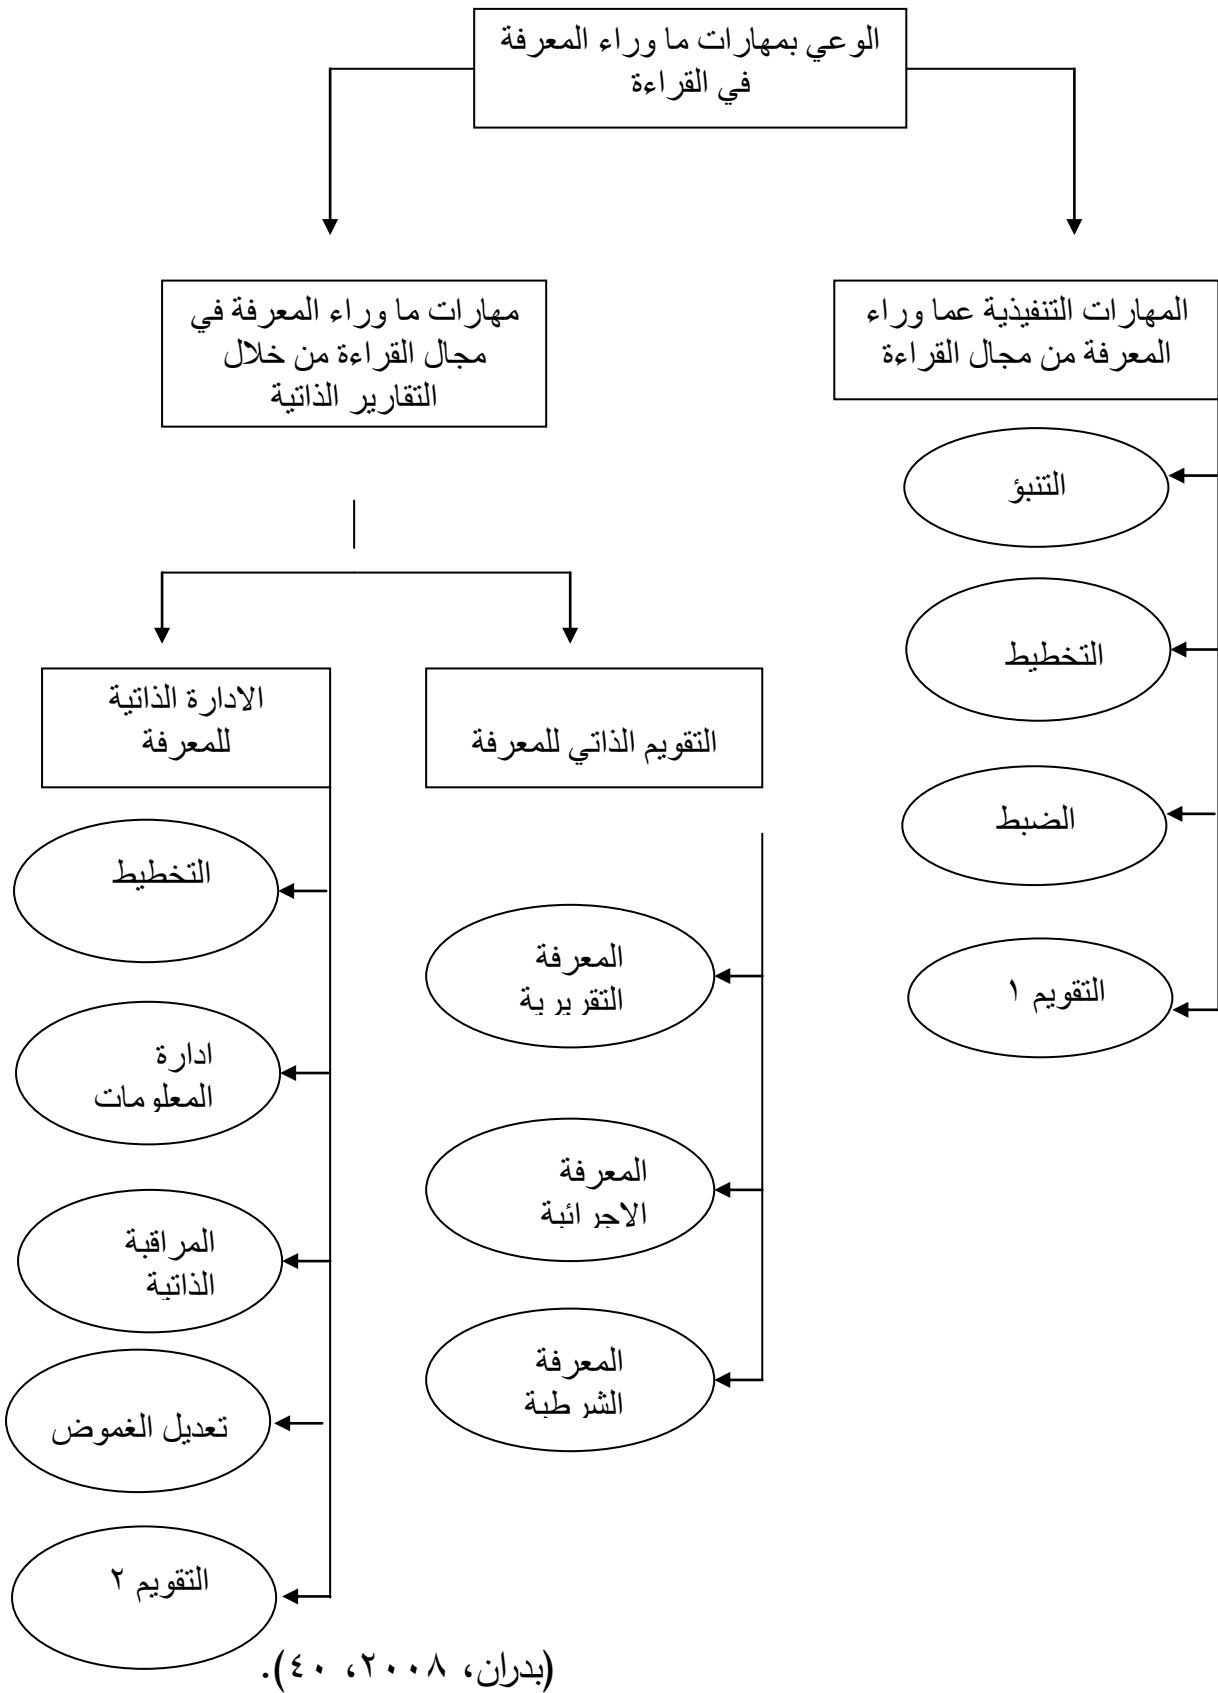 الوعي بمهارات ما وراء المعرفة
في القراءة
المهارات التنفيذية عما وراء
المعرفة من مجال القراءة
مهارات ما وراء المعرفة في
مجال القراءة من خلال
التقارير الذاتية
التنبؤ
التخطيط
الضبط
التقويم ١
التقويم الذاتي للمعرفة
المعرفة
التقريرية
المعرفة
الاجرائية
المعرفة
الشرطية
الادارة الذاتية
للمعرفة
التخطيط
ادارة
المعلومات
المراقبة
الذاتية
تعديل الغموض
التقويم ٢
(بدران، ٢٠٠٨، ٤٠).